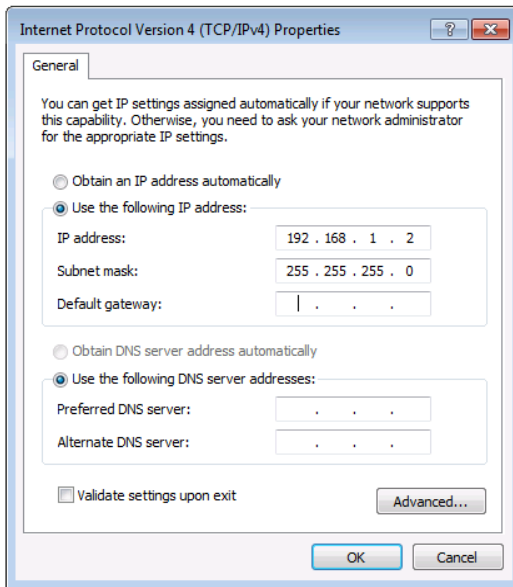 Internet Protocol Version 4 (TCP/IPv4) Properties
General
You can get IP settings assigned automatically if your network supports
this capability. Otherwise, you need to ask your network administrator
for the appropriate IP settings.
Obtain an IP address automatically
Use the following IP address:
IP address: 192 . 168 . 1 . 2
Subnet mask: 255 . 255 . 255 . 0
Default gateway: . . .
Obtain DNS server address automatically
Use the following DNS server addresses:
Preferred DNS server: . . .
Alternate DNS server: . . .
Validate settings upon exit
Advanced...
OK Cancel